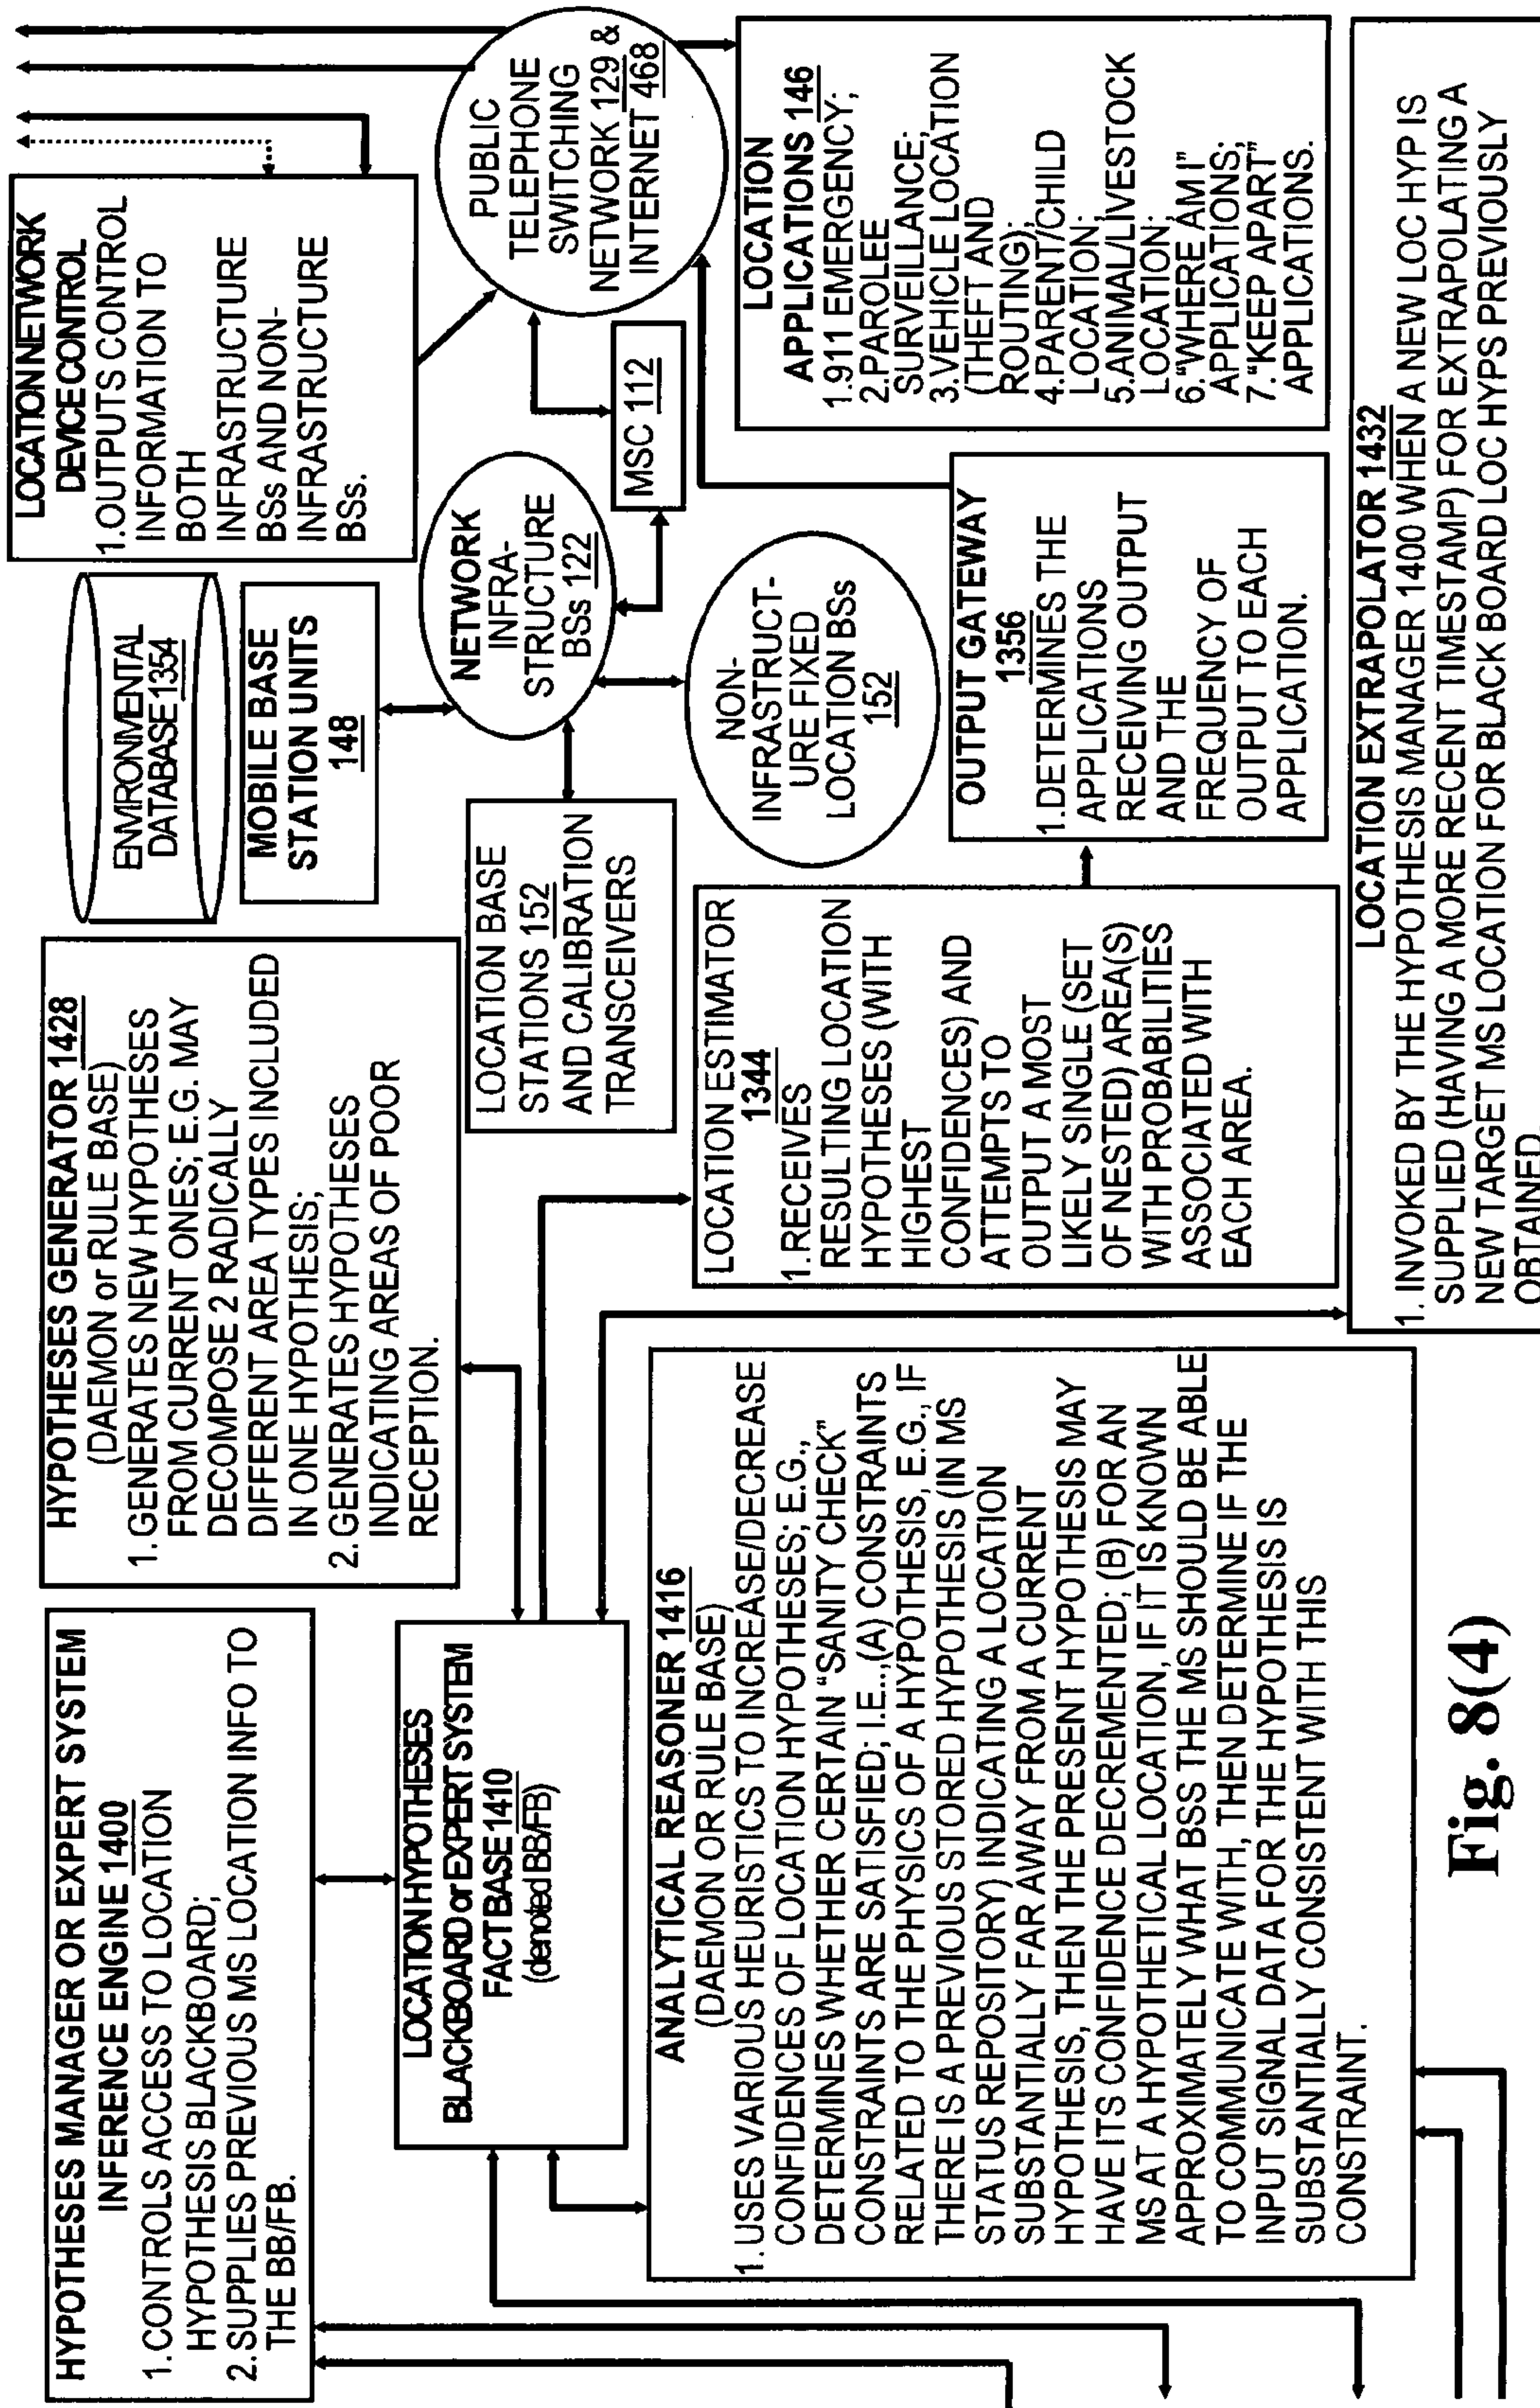 HYPOTHESES MANAGER OR EXPERT SYSTEM
INFERENCE ENGINE 1400
1. CONTROLS ACCESS TO LOCATION
HYPOTHESIS BLACKBOARD;
2. SUPPLIES PREVIOUS MS LOCATION INFO TO
THE BB/FB.
HYPOTHESES GENERATOR 1428
(DAEMON or RULE BASE)
1. GENERATES NEW HYPOTHESES
FROM CURRENT ONES; E.G. MAY
DECOMPOSE 2 RADICALLY
DIFFERENT AREA TYPES INCLUDED
IN ONE HYPOTHESIS;
2. GENERATES HYPOTHESES
INDICATING AREAS OF POOR
RECEPTION.
ENVIRONMENTAL
DATABASE 1354
MOBILE BASE
STATION UNITS
148
LOCATION NETWORK
DEVICE CONTROL
1. OUTPUTS CONTROL
INFORMATION TO
BOTH
INFRASTRUCTURE
BSs AND NON-
INFRASTRUCTURE
BSs.
LOCATION HYPOTHESES
BLACKBOARD or EXPERT SYSTEM
FACT BASE 1410
(denoted BB/FB)
LOCATION BASE
STATIONS 152
AND CALIBRATION
TRANSCEIVERS
NETWORK
INFRA-
STRUCTURE
BSs 122
MSC 112
PUBLIC
TELEPHONE
SWITCHING
NETWORK 129 &
INTERNET 468
NON-
INFRASTRUCT-
URE FIXED
LOCATION BSs
152
ANALYTICAL REASONER 1416
(DAEMON OR RULE BASE)
1. USES VARIOUS HEURISTICS TO INCREASE/DECREASE
CONFIDENCES OF LOCATION HYPOTHESES; E.G.,
DETERMINES WHETHER CERTAIN "SANITY CHECK"
CONSTRAINTS ARE SATISFIED; I.E..,(A) CONSTRAINTS
RELATED TO THE PHYSICS OF A HYPOTHESIS, E.G., IF
THERE IS A PREVIOUS STORED HYPOTHESIS (IN MS
STATUS REPOSITORY) INDICATING A LOCATION
SUBSTANTIALLY FAR AWAY FROM A CURRENT
HYPOTHESIS, THEN THE PRESENT HYPOTHESIS MAY
HAVE ITS CONFIDENCE DECREMENTED; (B) FOR AN
MS AT A HYPOTHETICAL LOCATION, IF IT IS KNOWN
APPROXIMATELY WHAT BSS THE MS SHOULD BE ABLE
TO COMMUNICATE WITH, THEN DETERMINE IF THE
INPUT SIGNAL DATA FOR THE HYPOTHESIS IS
SUBSTANTIALLY CONSISTENT WITH THIS
CONSTRAINT.
LOCATION ESTIMATOR
1344
1. RECEIVES
RESULTING LOCATION
HYPOTHESES (WITH
HIGHEST
CONFIDENCES) AND
ATTEMPTS TO
OUTPUT A MOST
LIKELY SINGLE (SET
OF NESTED) AREA(S)
WITH PROBABILITIES
ASSOCIATED WITH
EACH AREA.
OUTPUT GATEWAY
1356
1. DETERMINES THE
APPLICATIONS
RECEIVING OUTPUT
AND THE
FREQUENCY OF
OUTPUT TO EACH
APPLICATION.
LOCATION
APPLICATIONS 146
1. 911 EMERGENCY;
2. PAROLEE
SURVEILLANCE;
3. VEHICLE LOCATION
(THEFT AND
ROUTING);
4. PARENT/CHILD
LOCATION;
5. ANIMAL/LIVESTOCK
LOCATION;
6. "WHERE AM I"
APPLICATIONS;
7. "KEEP APART"
APPLICATIONS.
LOCATION EXTRAPOLATOR 1432
1. INVOKED BY THE HYPOTHESIS MANAGER 1400 WHEN A NEW LOC HYP IS
SUPPLIED (HAVING A MORE RECENT TIMESTAMP) FOR EXTRAPOLATING A
NEW TARGET MS LOCATION FOR BLACK BOARD LOC HYPS PREVIOUSLY
OBTAINED.
Fig. 8(4)